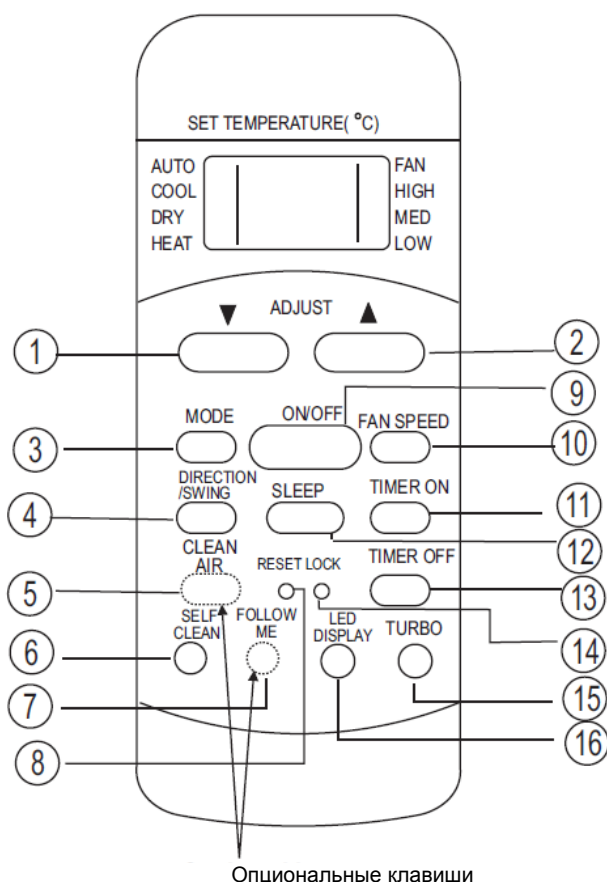 SET TEMPERATURE( °C)
AUTO
COOL
DRY
HEAT
FAN
HIGH
MED
LOW
▼ ADJUST ▲
1
2
MODE
ON/OFF
FAN SPEED
9
3
10
DIRECTION
/SWING
SLEEP
TIMER ON
4
11
12
CLEAN
AIR
RESET LOCK
TIMER OFF
5
13
SELF
CLEAN
FOLLOW
ME
LED
DISPLAY
TURBO
6
14
7
15
8
16
Опциональные клавиши